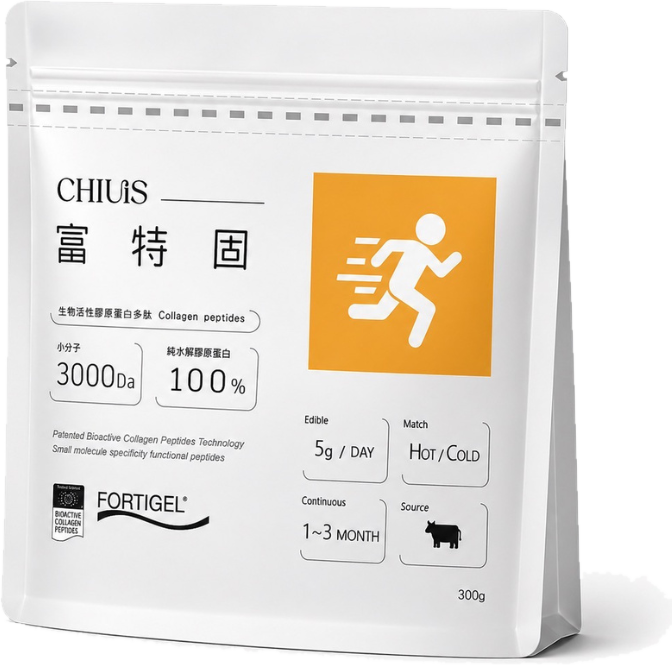 CHIUiS
富特固
生物活性膠原蛋白多肽 Collagen peptides
小分子
3000Da
純水解膠原蛋白
100%
Patented Bioactive Collagen Peptides Technology
Small molecule specificity functional peptides
BIOACTIVE
COLLAGEN
PEPTIDES
FORTIGEL®
Edible
5g / DAY
Match
HOT / COLD
Continuous
1~3 MONTH
Source
300g